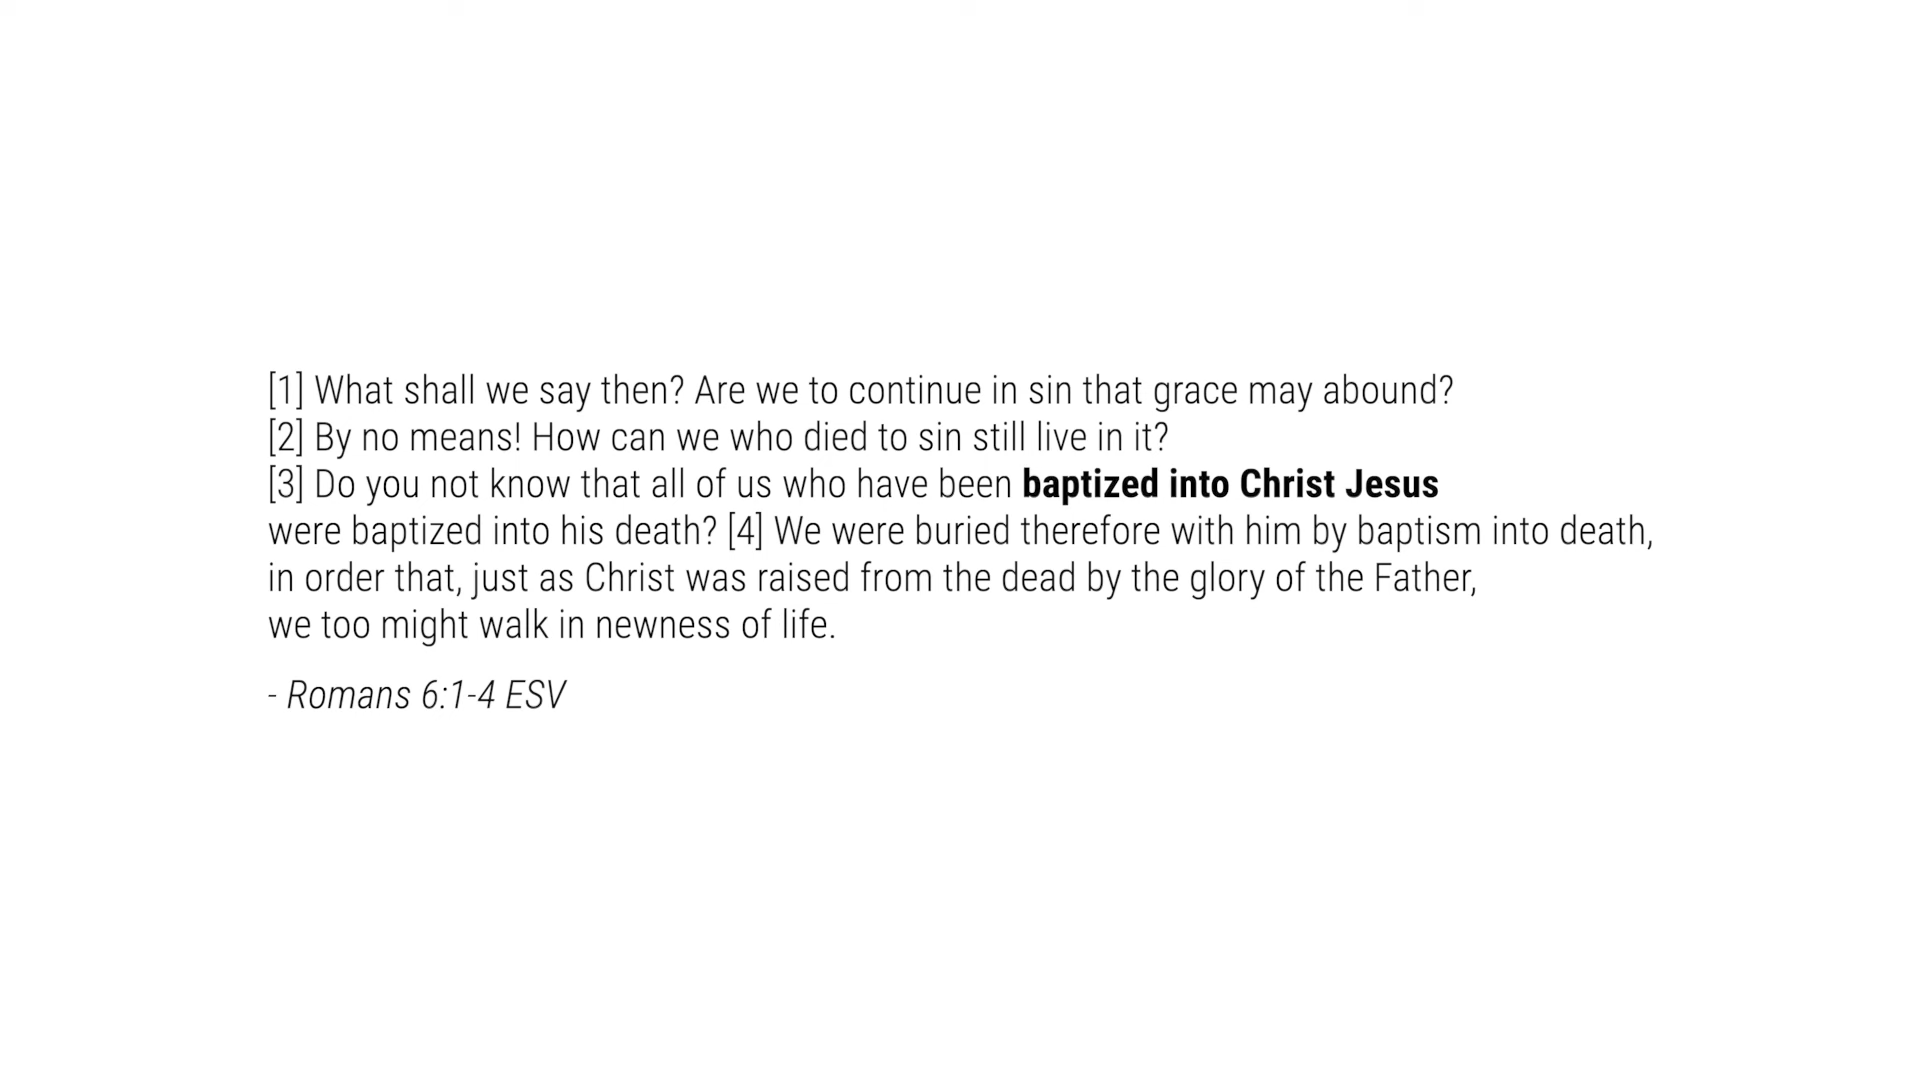 [1] What shall we say then? Are we to continue in sin that grace may abound?
[2] By no means! How can we who died to sin still live in it?
[3] Do you not know that all of us who have been baptized into Christ Jesus
were baptized into his death? [4] We were buried therefore with him by baptism into death,
in order that, just as Christ was raised from the dead by the glory of the Father,
we too might walk in newness of life.
- Romans 6:1-4 ESV